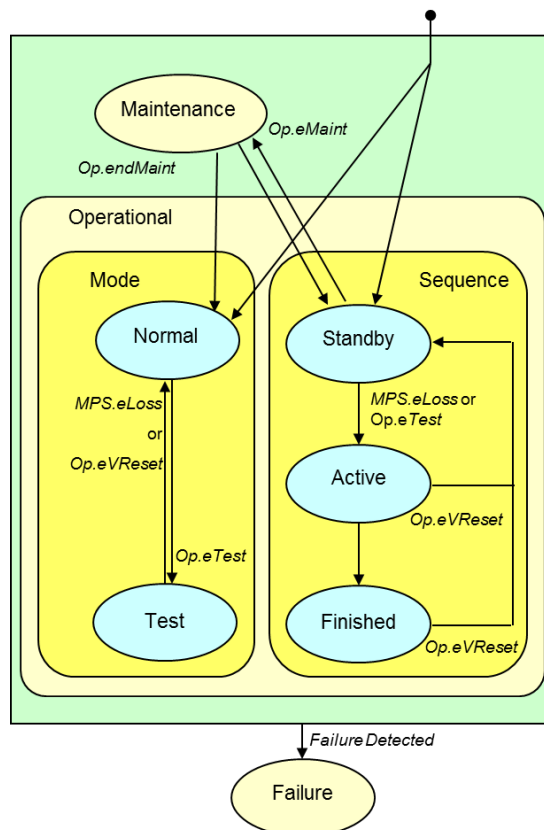 Maintenance
Op.eMaint
Op.endMaint
Operational
Mode
Sequence
Normal
Standby
MPS.eLoss
or
Op.eVReset
MPS.eLoss or
Op.eTest
Active
Op.eVReset
Op.eTest
Test
Finished
Op.eVReset
Failure Detected
Failure